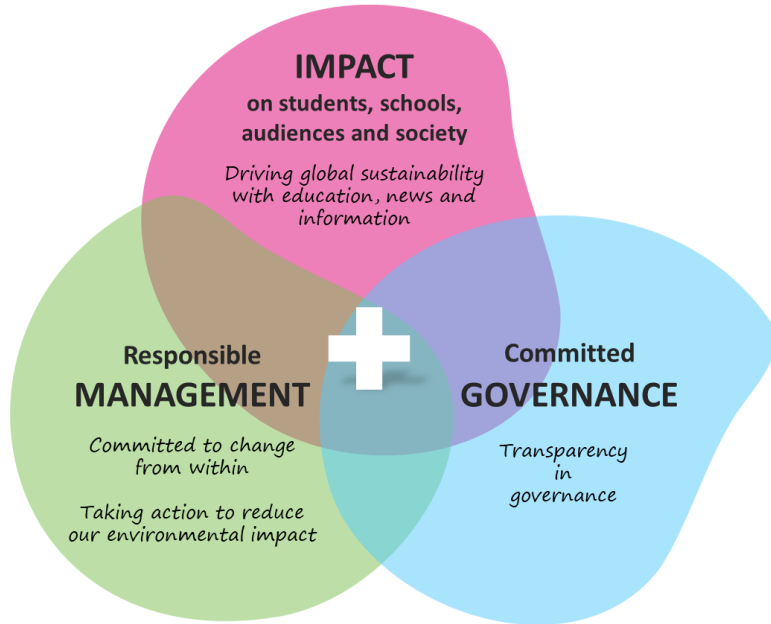 IMPACT
on students, schools,
audiences and society
Driving global sustainability
with education, news and
information
Responsible
MANAGEMENT
Committed to change
from within
Taking action to reduce
our environmental impact
Committed
GOVERNANCE
Transparency
in
governance